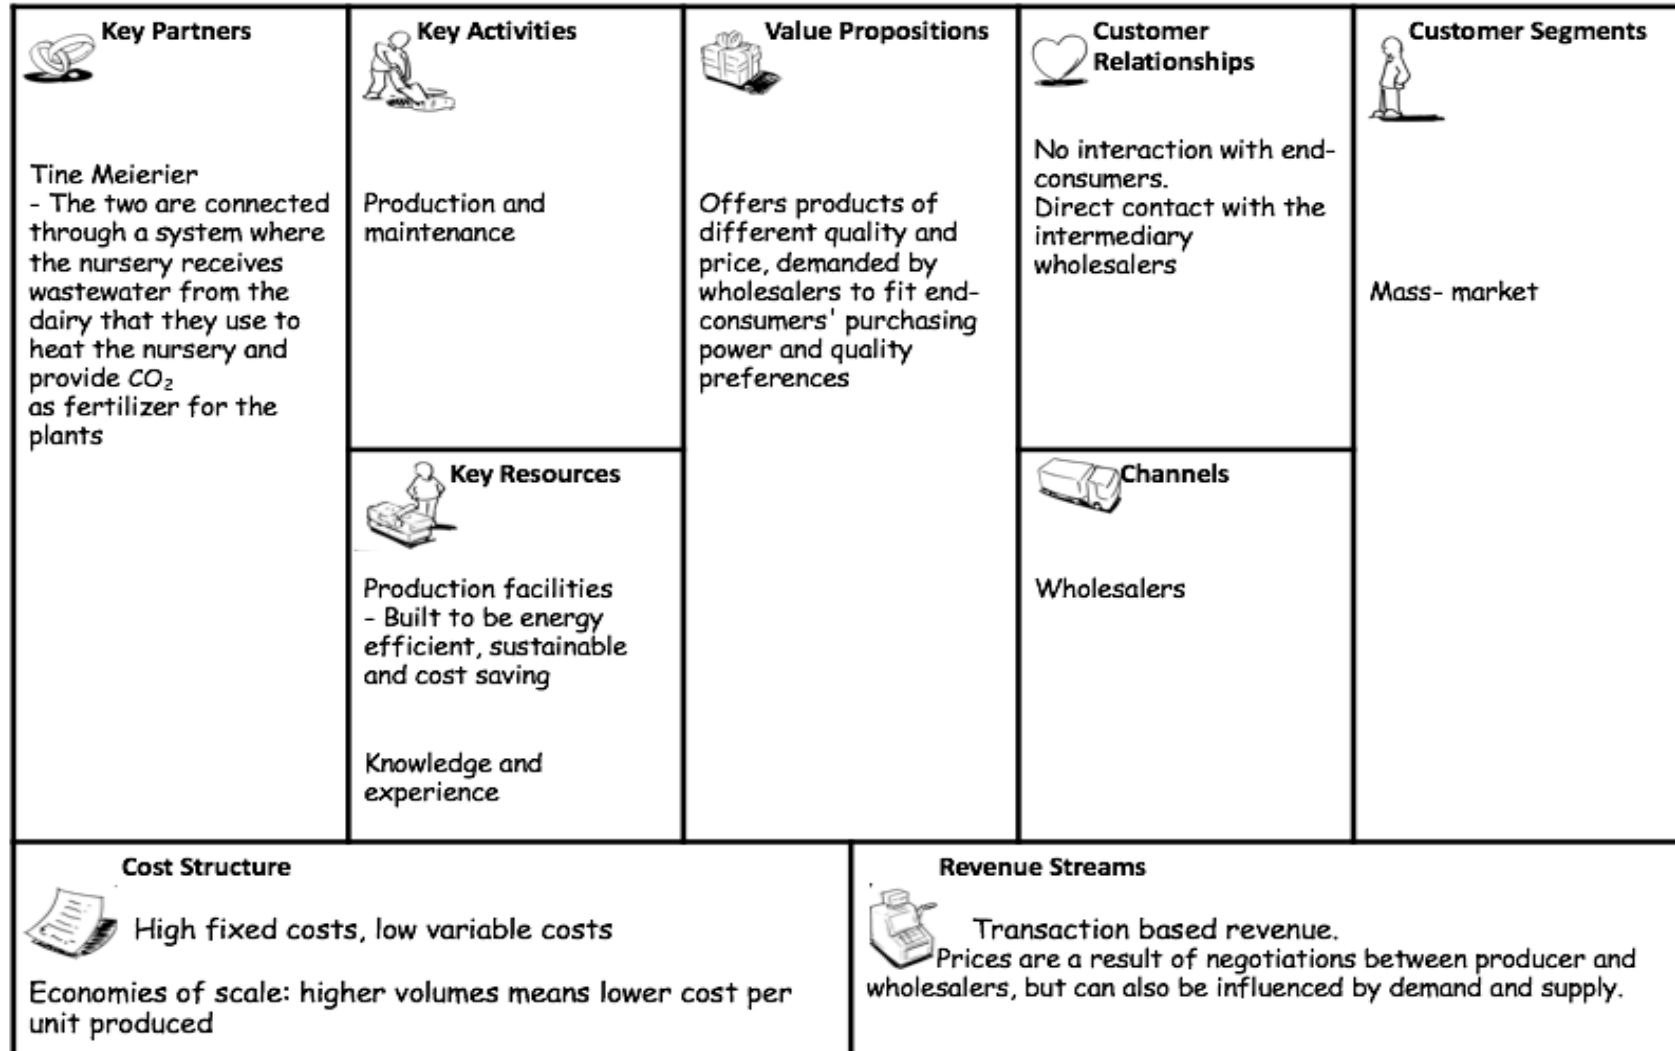 Key Partners
Tine Meierier
- The two are connected
through a system where
the nursery receives
wastewater from the
dairy that they use to
heat the nursery and
provide CO₂
as fertilizer for the
plants
Key Activities
Production and
maintenance
Key Resources
Production facilities
- Built to be energy
efficient, sustainable
and cost saving
Knowledge and
experience
Value Propositions
Offers products of
different quality and
price, demanded by
wholesalers to fit end-
consumers' purchasing
power and quality
preferences
Customer
Relationships
No interaction with end-
consumers.
Direct contact with the
intermediary
wholesalers
Channels
Wholesalers
Customer Segments
Mass- market
Cost Structure
High fixed costs, low variable costs
Economies of scale: higher volumes means lower cost per
unit produced
Revenue Streams
Transaction based revenue.
Prices are a result of negotiations between producer and
wholesalers, but can also be influenced by demand and supply.